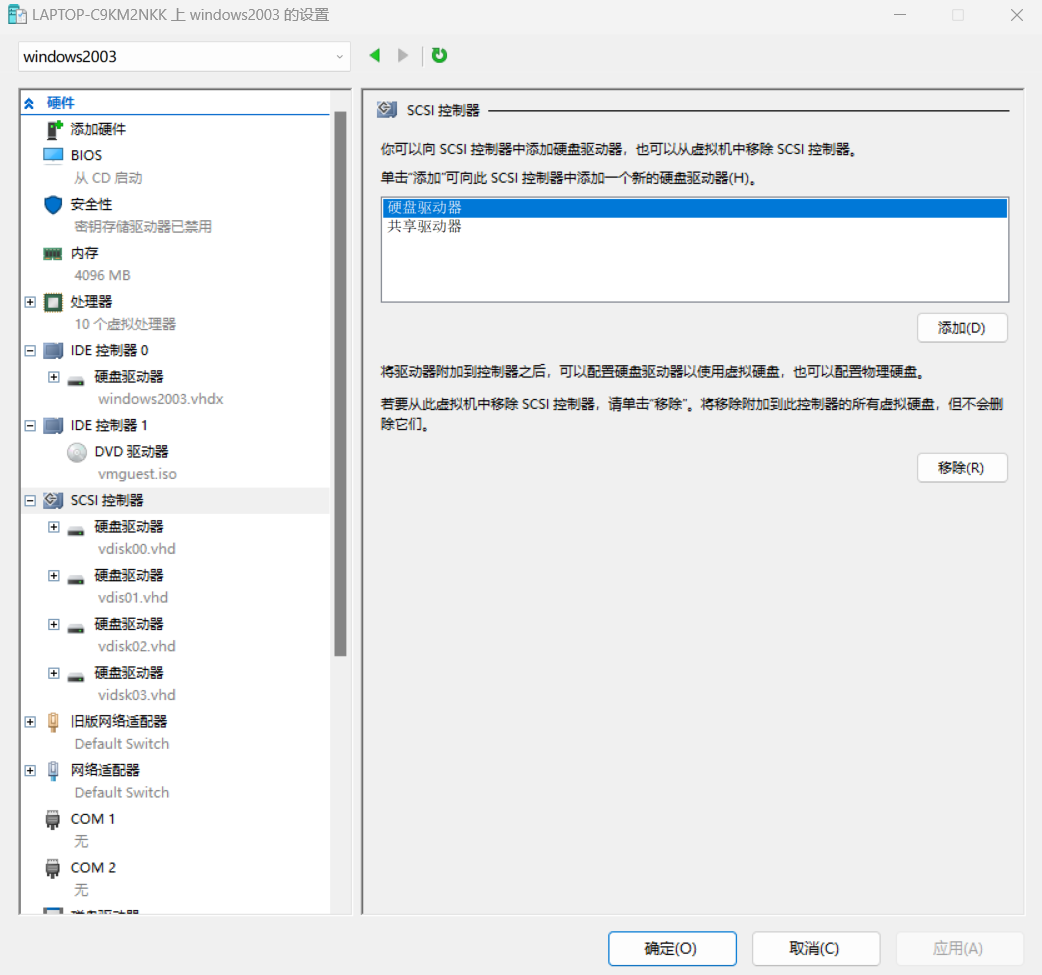 LAPTOP-C9KM2NKK 上 windows2003 的设置
windows2003
硬件
添加硬件
BIOS
从 CD 启动
安全性
密钥存储驱动器已禁用
内存
4096 MB
处理器
10 个虚拟处理器
IDE 控制器 0
硬盘驱动器
windows2003.vhdx
IDE 控制器 1
DVD 驱动器
vmguest.iso
SCSI 控制器
硬盘驱动器
vdisk00.vhd
硬盘驱动器
vdis01.vhd
硬盘驱动器
vdisk02.vhd
硬盘驱动器
vidsk03.vhd
旧版网络适配器
Default Switch
网络适配器
Default Switch
COM 1
无
COM 2
无
SCSI 控制器
你可以向 SCSI 控制器中添加硬盘驱动器，也可以从虚拟机中移除 SCSI 控制器。
单击“添加”可向此 SCSI 控制器中添加一个新的硬盘驱动器(H)。
硬盘驱动器
共享驱动器
添加(D)
将驱动器附加到控制器之后，可以配置硬盘驱动器以使用虚拟硬盘，也可以配置物理硬盘。
若要从此虚拟机中移除 SCSI 控制器，请单击“移除”。将移除附加到此控制器的所有虚拟硬盘，但不会删
除它们。
移除(R)
确定(O)
取消(C)
应用(A)